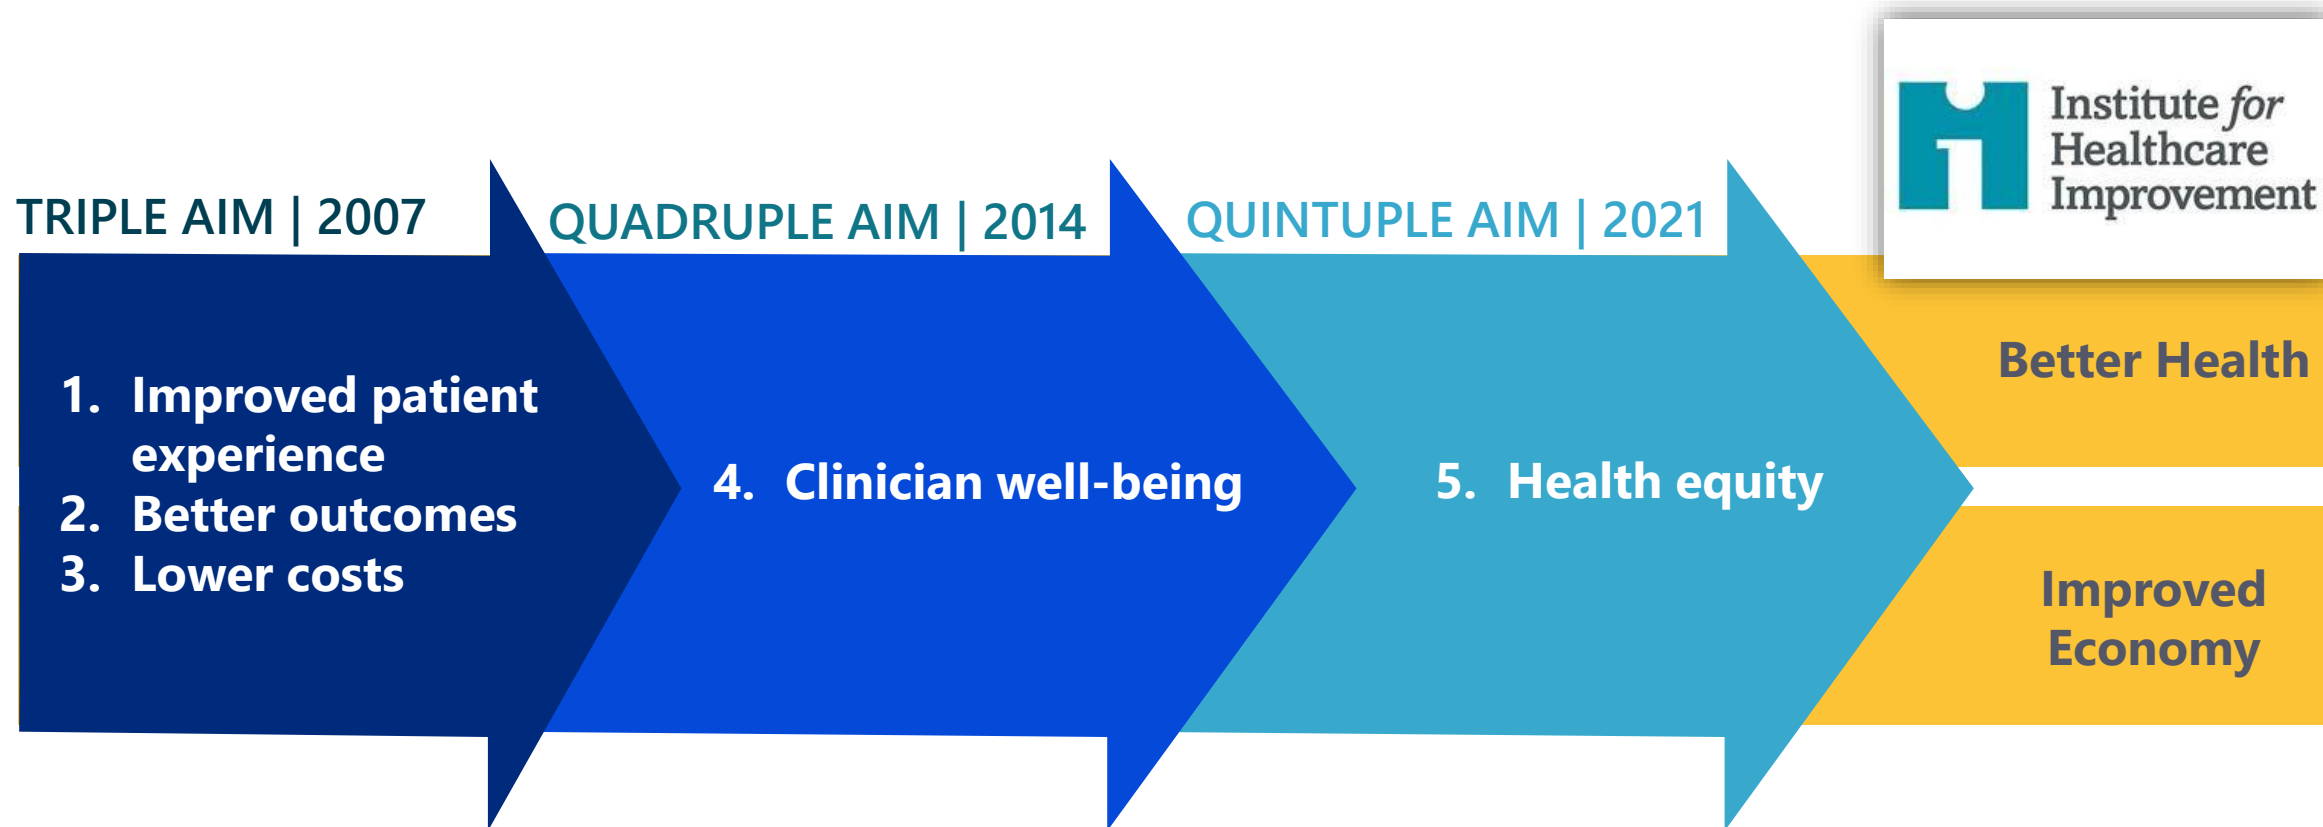 Institute for
Healthcare
Improvement
TRIPLE AIM | 2007
QUADRUPLE AIM | 2014
QUINTUPLE AIM | 2021
1. Improved patient
experience
2. Better outcomes
3. Lower costs
4. Clinician well-being
5. Health equity
Better Health
Improved
Economy